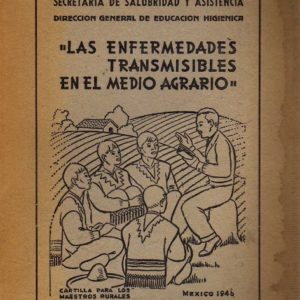 SECRETARIA DE SALUBRIDAD Y ASISTENCIA
DIRECCION GENERAL DE EDUCACION HIGIENICA
"LAS ENFERMEDADES
TRANSMISIBLES
EN EL MEDIO AGRARIO"
CARTILLA PARA LOS
MAESTROS RURALES
MEXICO 1946